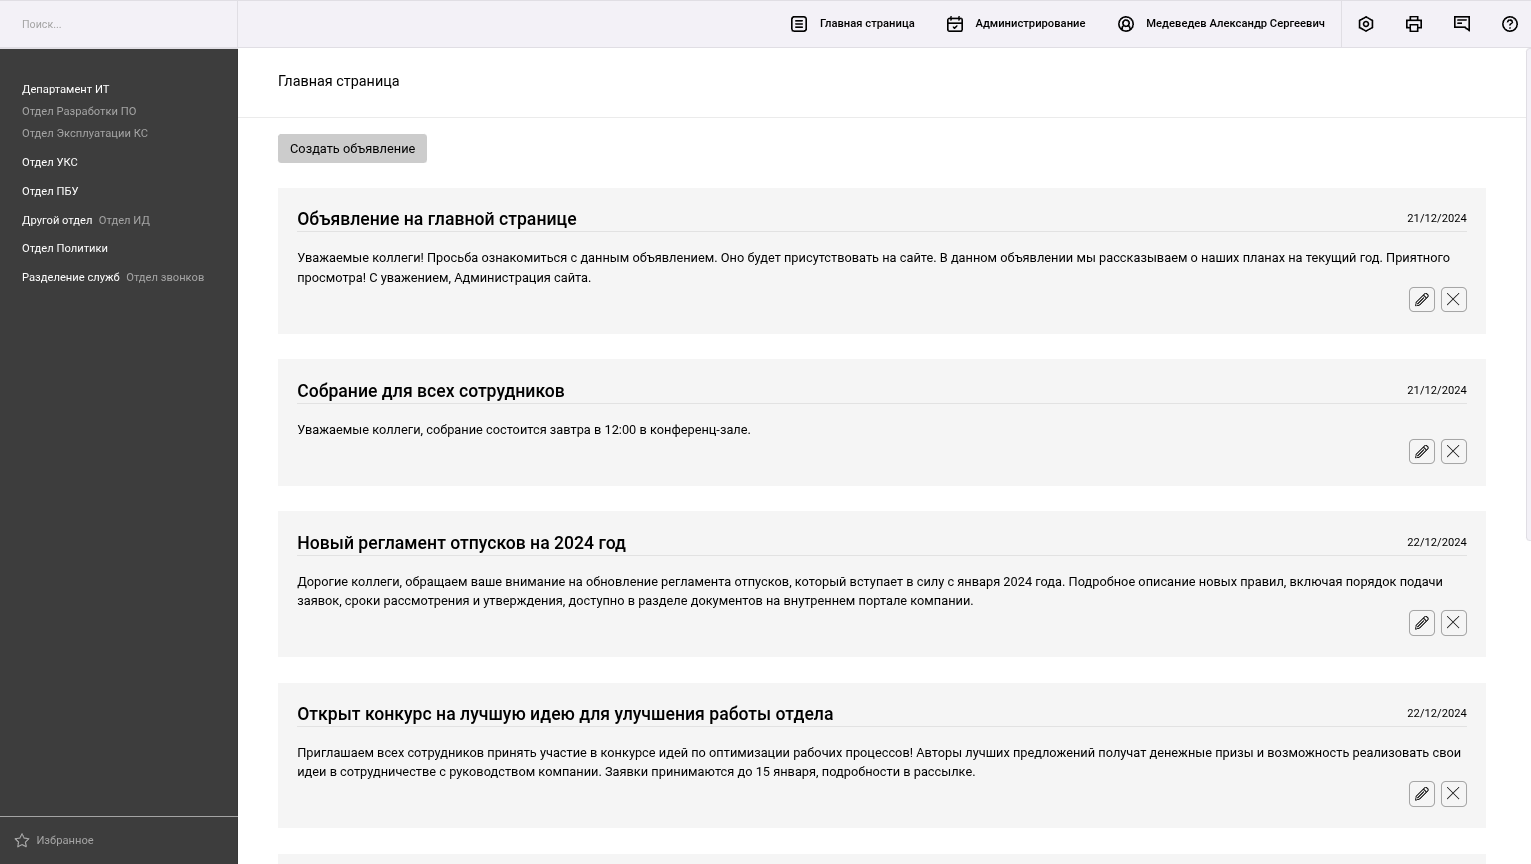 Поиск...
Главная страница
Администрирование
Медеведев Александр Сергеевич
Департамент ИТ
Отдел Разработки ПО
Отдел Эксплуатации КС
Отдел УКС
Отдел ПБУ
Другой отдел Отдел ИД
Отдел Политики
Разделение служб Отдел звонков
Избранное
Главная страница
Создать объявление
Объявление на главной странице
21/12/2024
Уважаемые коллеги! Просьба ознакомиться с данным объявлением. Оно будет присутствовать на сайте. В данном объявлении мы рассказываем о наших планах на текущий год. Приятного
просмотра! С уважением, Администрация сайта.
Собрание для всех сотрудников
21/12/2024
Уважаемые коллеги, собрание состоится завтра в 12:00 в конференц-зале.
Новый регламент отпусков на 2024 год
22/12/2024
Дорогие коллеги, обращаем ваше внимание на обновление регламента отпусков, который вступает в силу с января 2024 года. Подробное описание новых правил, включая порядок подачи
заявок, сроки рассмотрения и утверждения, доступно в разделе документов на внутреннем портале компании.
Открыт конкурс на лучшую идею для улучшения работы отдела
22/12/2024
Приглашаем всех сотрудников принять участие в конкурсе идей по оптимизации рабочих процессов! Авторы лучших предложений получат денежные призы и возможность реализовать свои
идеи в сотрудничестве с руководством компании. Заявки принимаются до 15 января, подробности в рассылке.